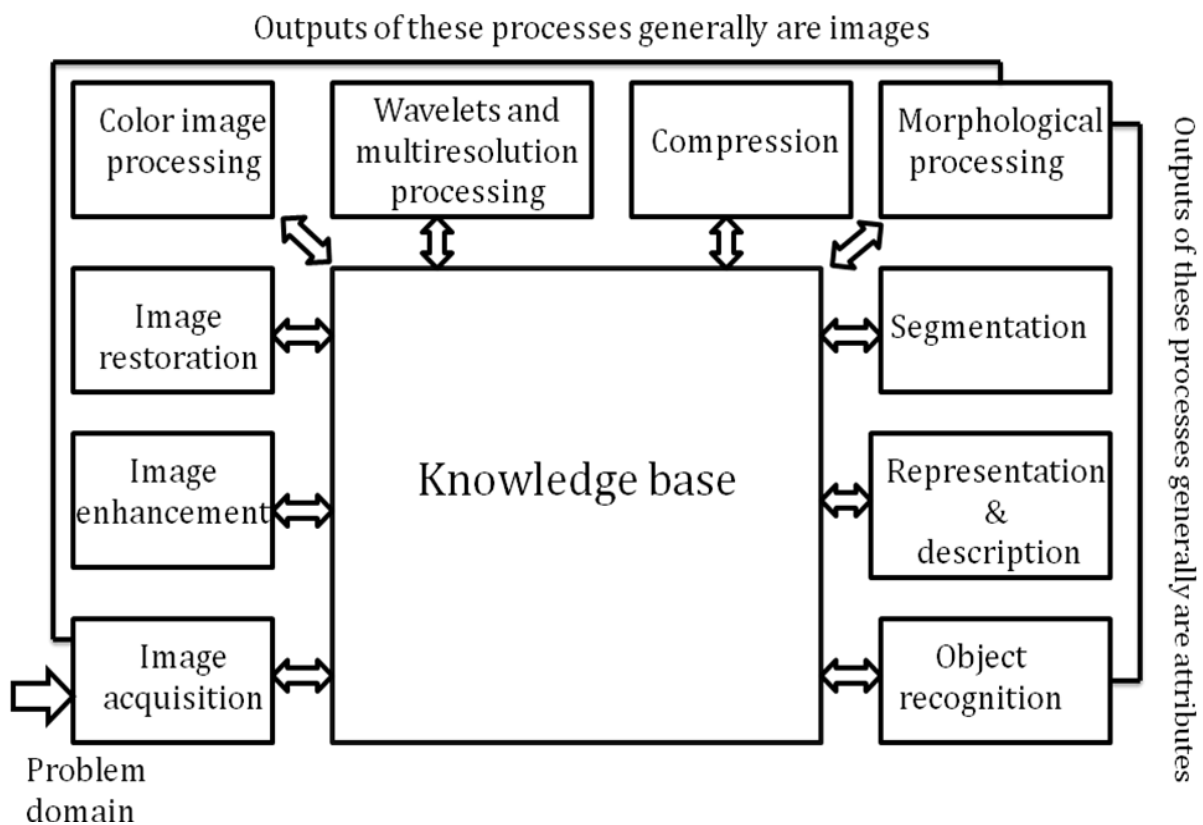 Outputs of these processes generally are images
Color image
processing
Wavelets and
multiresolution
processing
Compression
Morphological
processing
Outputs of these processes generally are attributes
Image
restoration
Segmentation
Image
enhancement
Knowledge base
Representation
&
description
Image
acquisition
Object
recognition
Problem
domain